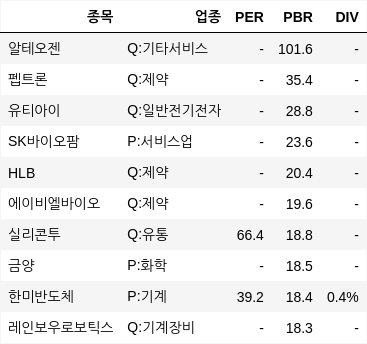 종목 업종 PER PBR DIV
알테오젠 Q:기타서비스 - 101.6 -
펩트론 Q:제약 - 35.4 -
유티아이 Q:일반전기전자 - 28.8 -
SK바이오팜 P:서비스업 - 23.6 -
HLB Q:제약 - 20.4 -
에이비엘바이오 Q:제약 - 19.6 -
실리콘투 Q:유통 66.4 18.8 -
금양 P:화학 - 18.5 -
한미반도체 P:기계 39.2 18.4 0.4%
레인보우로보틱스 Q:기계장비 - 18.3 -